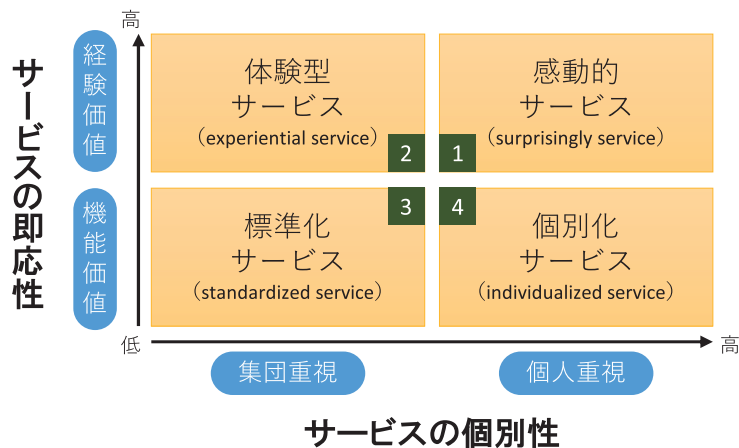 サービスの即応性
高
経験価値
機能価値
体験型
サービス
（experiential service）
2
感動的
サービス
（surprisingly service）
1
標準化
サービス
（standardized service）
3
個別化
サービス
（individualized service）
4
低
高
集団重視
個人重視
サービスの個別性